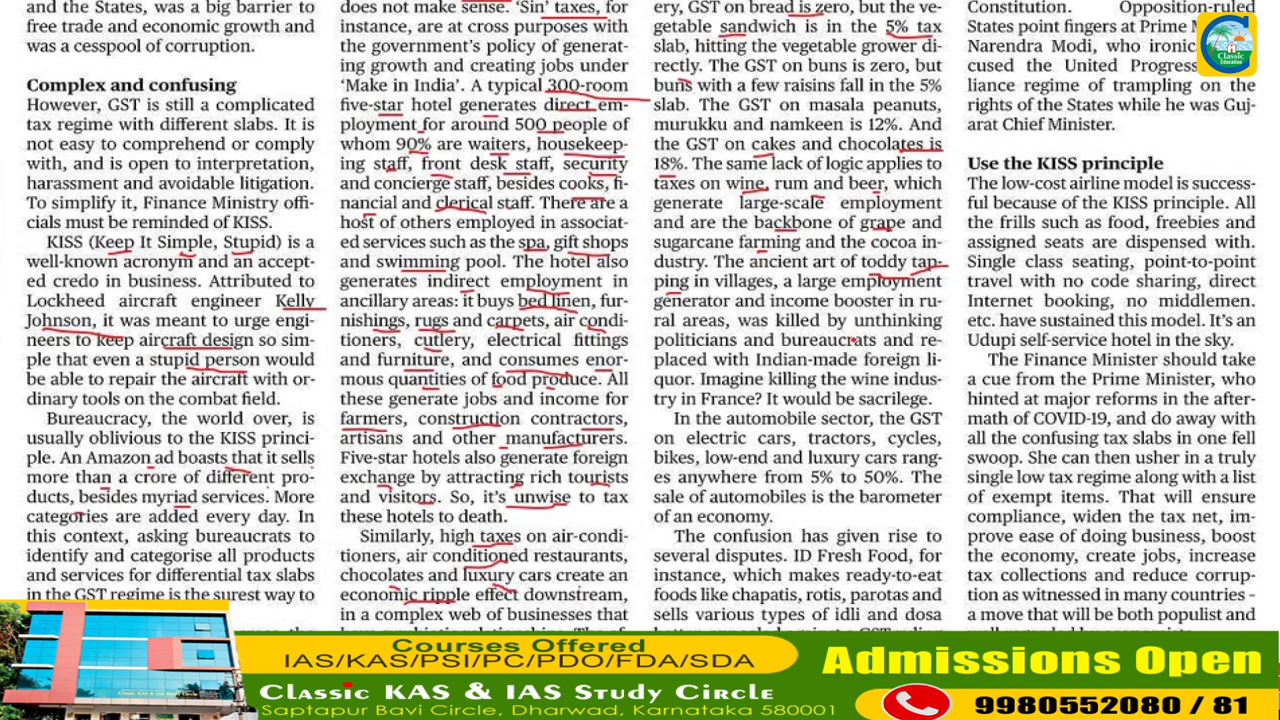 and the States, was a big barrier to
free trade and economic growth and
was a cesspool of corruption.
Complex and confusing
However, GST is still a complicated
tax regime with different slabs. It is
not easy to comprehend or comply
with, and is open to interpretation,
harassment and avoidable litigation.
To simplify it, Finance Ministry offi-
cials must be reminded of KISS.
KISS (Keep It Simple, Stupid) is a
well-known acronym and an accept-
ed credo in business. Attributed to
Lockheed aircraft engineer Kelly
Johnson, it was meant to urge engi-
neers to keep aircraft design so sim-
ple that even a stupid person would
be able to repair the aircraft with or-
dinary tools on the combat field.
Bureaucracy, the world over, is
usually oblivious to the KISS princi-
ple. An Amazon ad boasts that it sells
more than a crore of different pro-
ducts, besides myriad services. More
categories are added every day. In
this context, asking bureaucrats to
identify and categorise all products
and services for differential tax slabs
in the GST regime is the surest way to
does not make sense. ‘Sin’ taxes, for
instance, are at cross purposes with
the government’s policy of generat-
ing growth and creating jobs under
‘Make in India’. A typical 300-room
five-star hotel generates direct em-
ployment for around 500 people of
whom 90% are waiters, housekeep-
ing staff, front desk staff, security
and concierge staff, besides cooks, fi-
nancial and clerical staff. There are a
host of others employed in associat-
ed services such as the spa, gift shops
and swimming pool. The hotel also
generates indirect employment in
ancillary areas: it buys bed linen, fur-
nishings, rugs and carpets, air condi-
tioners, cutlery, electrical fittings
and furniture, and consumes enor-
mous quantities of food produce. All
these generate jobs and income for
farmers, construction contractors,
artisans and other manufacturers.
Five-star hotels also generate foreign
exchange by attracting rich tourists
and visitors. So, it’s unwise to tax
these hotels to death.
Similarly, high taxes on air-condi-
tioners, air conditioned restaurants,
chocolates and luxury cars create an
economic ripple effect downstream,
in a complex web of businesses that
ery, GST on bread is zero, but the ve-
getable sandwich is in the 5% tax
slab, hitting the vegetable grower di-
rectly. The GST on buns is zero, but
buns with a few raisins fall in the 5%
slab. The GST on masala peanuts,
murukku and namkeen is 12%. And
the GST on cakes and chocolates is
18%. The same lack of logic applies to
taxes on wine, rum and beer, which
generate large-scale employment
and are the backbone of grape and
sugarcane farming and the cocoa in-
dustry. The ancient art of toddy tap-
ping in villages, a large employment
generator and income booster in ru-
ral areas, was killed by unthinking
politicians and bureaucrats and re-
placed with Indian-made foreign li-
quor. Imagine killing the wine indus-
try in France? It would be sacrilege.
In the automobile sector, the GST
on electric cars, tractors, cycles,
bikes, low-end and luxury cars rang-
es anywhere from 5% to 50%. The
sale of automobiles is the barometer
of an economy.
The confusion has given rise to
several disputes. ID Fresh Food, for
instance, which makes ready-to-eat
foods like chapatis, rotis, parotas and
sells various types of idli and dosa
Constitution. Opposition-ruled
States point fingers at Prime
Narendra Modi, who ironic
cused the United Progress
liance regime of trampling on the
rights of the States while he was Guj-
arat Chief Minister.
Use the KISS principle
The low-cost airline model is success-
ful because of the KISS principle. All
the frills such as food, freebies and
assigned seats are dispensed with.
Single class seating, point-to-point
travel with no code sharing, direct
Internet booking, no middlemen.
etc. have sustained this model. It’s an
Udupi self-service hotel in the sky.
The Finance Minister should take
a cue from the Prime Minister, who
hinted at major reforms in the after-
math of COVID-19, and do away with
all the confusing tax slabs in one fell
swoop. She can then usher in a truly
single low tax regime along with a list
of exempt items. That will ensure
compliance, widen the tax net, im-
prove ease of doing business, boost
the economy, create jobs, increase
tax collections and reduce corrup-
tion as witnessed in many countries –
a move that will be both populist and
Classic
Education
Courses Offered
IAS/KAS/PSI/PC/PDO/FDA/SDA
Classic KAS & IAS Study Circle
Saptapur Bavi Circle, Dharwad, Karnataka 580001
Admissions Open
9980552080 / 81